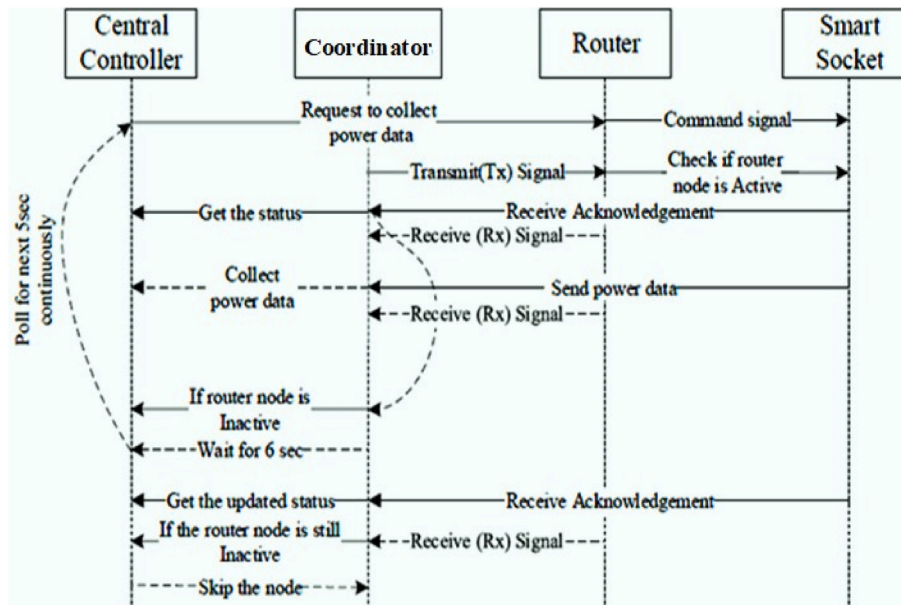 Central
Controller
Coordinator
Router
Smart
Socket
Request to collect
power data
Command signal
Transmit(Tx) Signal
Check if router
node is Active
Get the status
Receive Acknowledgement
Receive (Rx) Signal
Poll for next 5sec
continuously
Collect
power data
Send power data
Receive (Rx) Signal
If router node is
Inactive
Wait for 6 sec
Get the updated status
Receive Acknowledgement
If the router node is still
Inactive
Receive (Rx) Signal
Skip the node